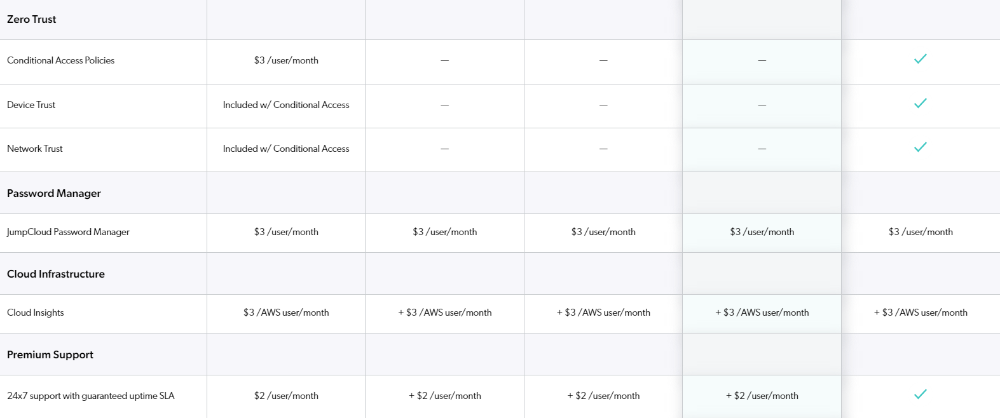 Zero Trust
Conditional Access Policies $3 /user/month — — —
Device Trust Included w/ Conditional Access — — —
Network Trust Included w/ Conditional Access — — —
Password Manager
JumpCloud Password Manager $3 /user/month $3 /user/month $3 /user/month $3 /user/month $3 /user/month
Cloud Infrastructure
Cloud Insights $3 /AWS user/month + $3 /AWS user/month + $3 /AWS user/month + $3 /AWS user/month + $3 /AWS user/month
Premium Support
24x7 support with guaranteed uptime SLA $2 /user/month + $2 /user/month + $2 /user/month + $2 /user/month